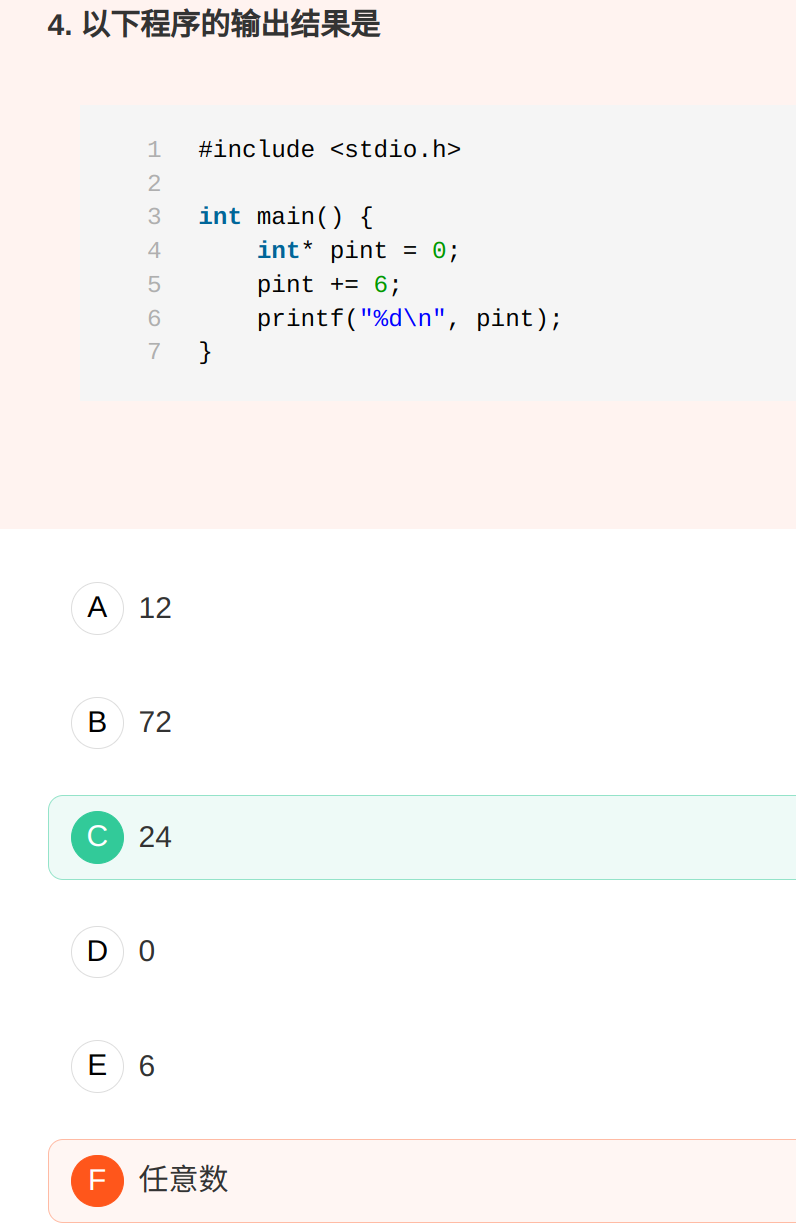 4. 以下程序的输出结果是
1 #include <stdio.h>
2
3 int main() {
4     int* pint = 0;
5     pint += 6;
6     printf("%d\n", pint);
7 }
A 12
B 72
C 24
D 0
E 6
F 任意数